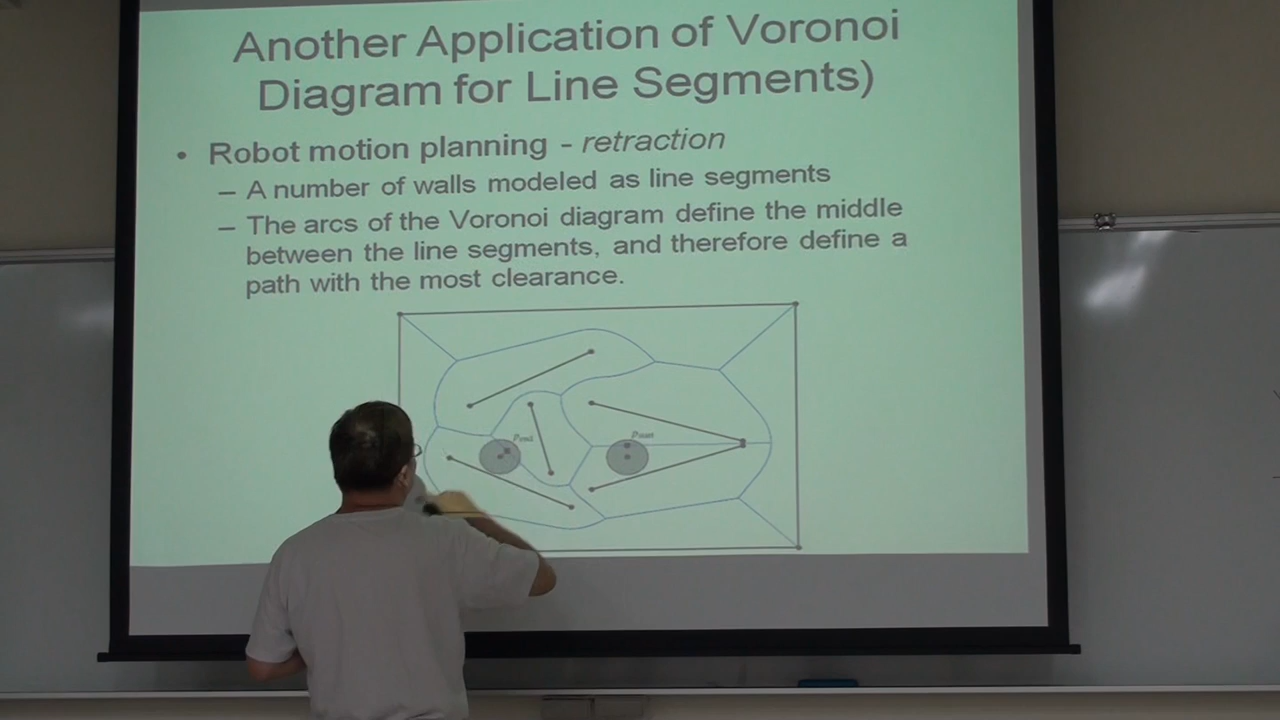 Another Application of Voronoi
Diagram for Line Segments)
• Robot motion planning - retraction
– A number of walls modeled as line segments
– The arcs of the Voronoi diagram define the middle
between the line segments, and therefore define a
path with the most clearance.